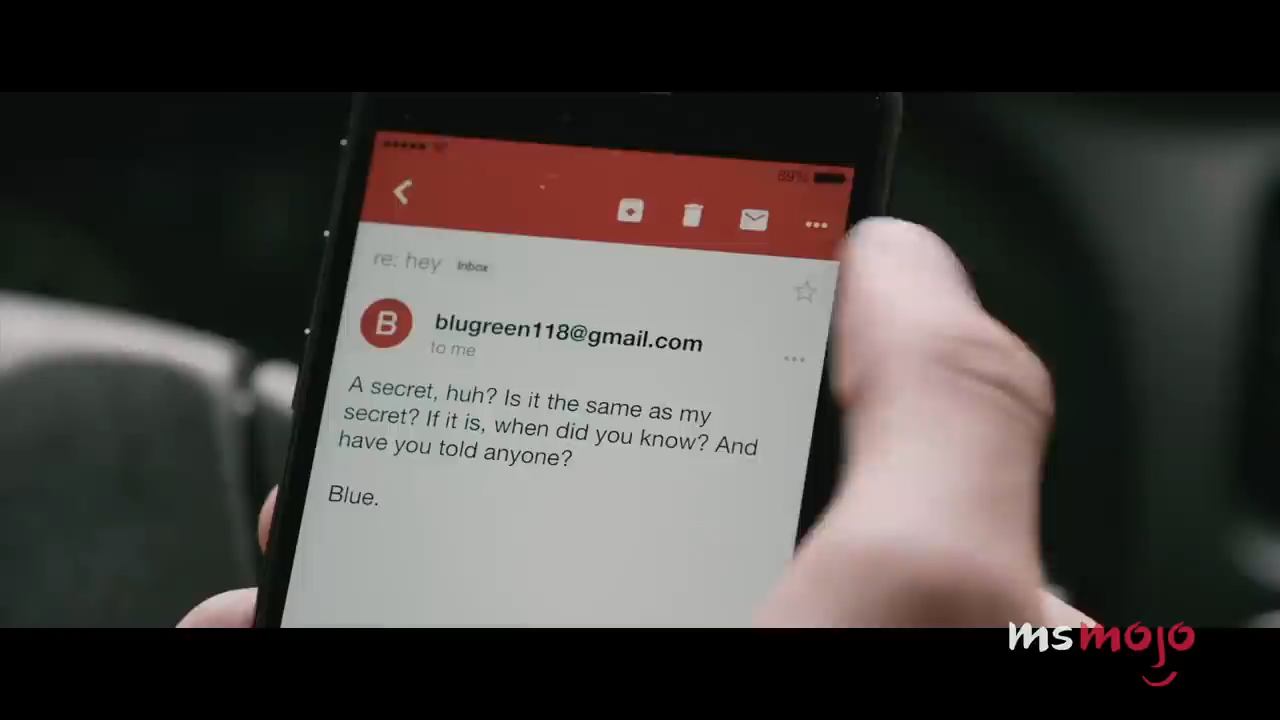 89%
re: hey Inbox
B
blugreen118@gmail.com
to me
A secret, huh? Is it the same as my
secret? If it is, when did you know? And
have you told anyone?
Blue.
msmojo